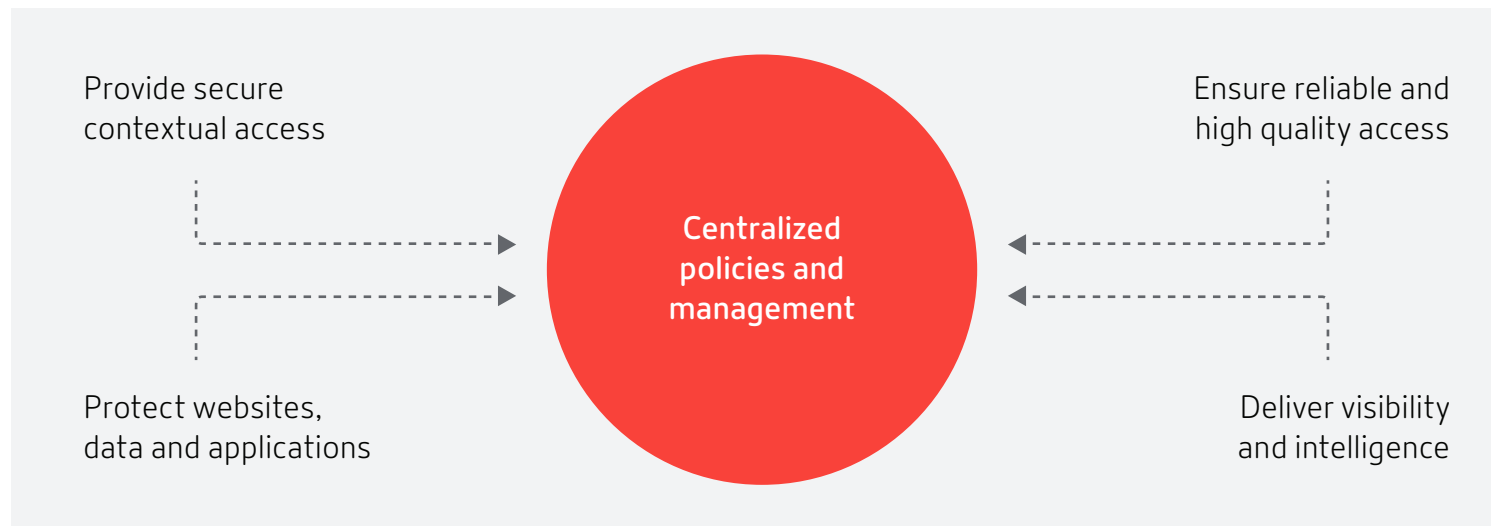 Provide secure
contextual access
Ensure reliable and
high quality access
Centralized
policies and
management
Protect websites,
data and applications
Deliver visibility
and intelligence